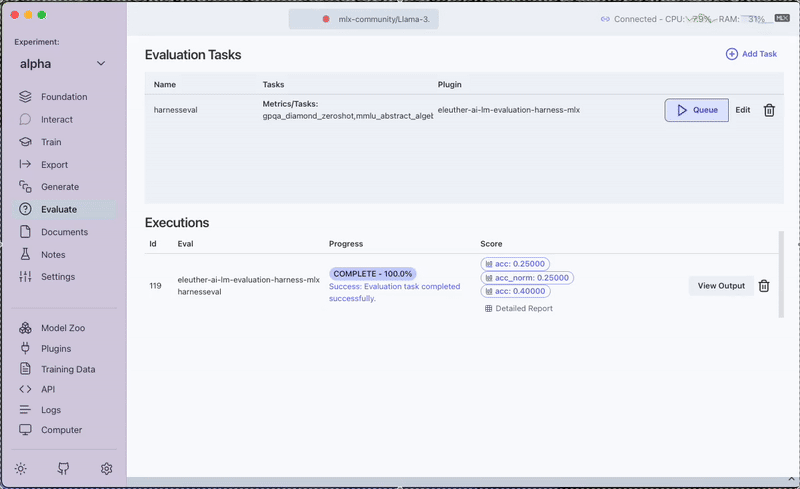 mlx-community/Llama-3.
Connected - CPU: 7.9% RAM: 31% MLX
Experiment:
alpha
Foundation
Interact
Train
Export
Generate
Evaluate
Documents
Notes
Settings
Model Zoo
Plugins
Training Data
API
Logs
Computer
Evaluation Tasks
Add Task
Name Tasks Plugin
harnesseval
Metrics/Tasks:
gpqa_diamond_zeroshot,mmlu_abstract_algeb
eleuther-ai-lm-evaluation-harness-mlx
Queue Edit
Executions
Id Eval Progress Score
119
eleuther-ai-lm-evaluation-harness-mlx
harnesseval
COMPLETE - 100.0%
Success: Evaluation task completed
successfully.
acc: 0.25000
acc_norm: 0.25000
acc: 0.40000
Detailed Report
View Output